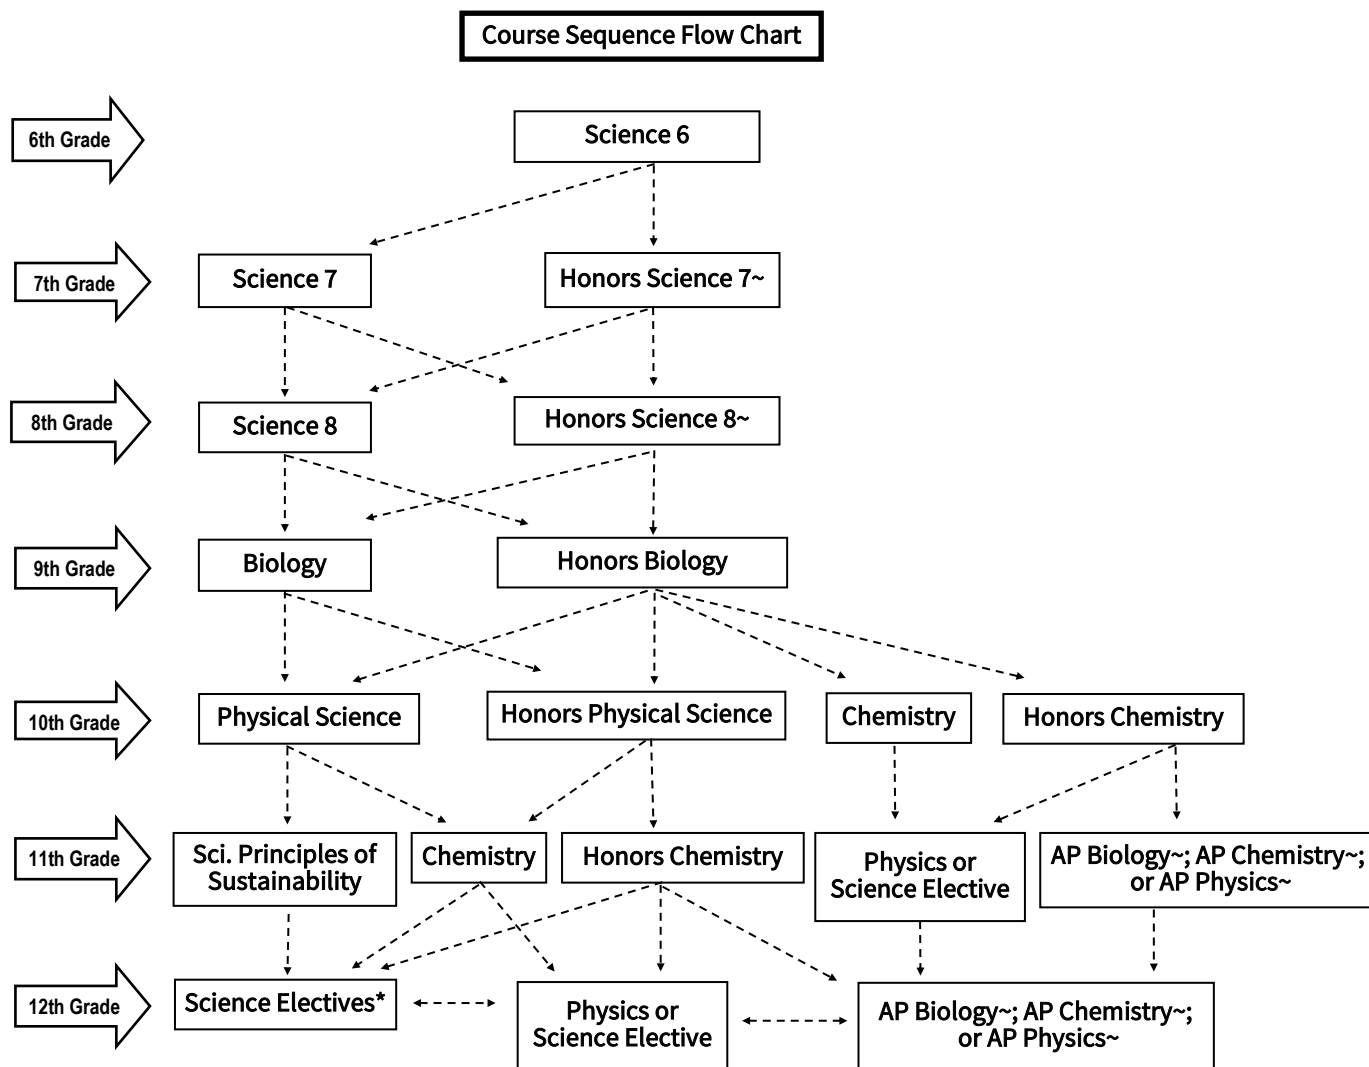 Course Sequence Flow Chart
6th Grade
Science 6
7th Grade
Science 7
Honors Science 7~
8th Grade
Science 8
Honors Science 8~
9th Grade
Biology
Honors Biology
10th Grade
Physical Science
Honors Physical Science
Chemistry
Honors Chemistry
11th Grade
Sci. Principles of
Sustainability
Chemistry
Honors Chemistry
Physics or
Science Elective
AP Biology~; AP Chemistry~;
or AP Physics~
12th Grade
Science Electives*
Physics or
Science Elective
AP Biology~; AP Chemistry~;
or AP Physics~